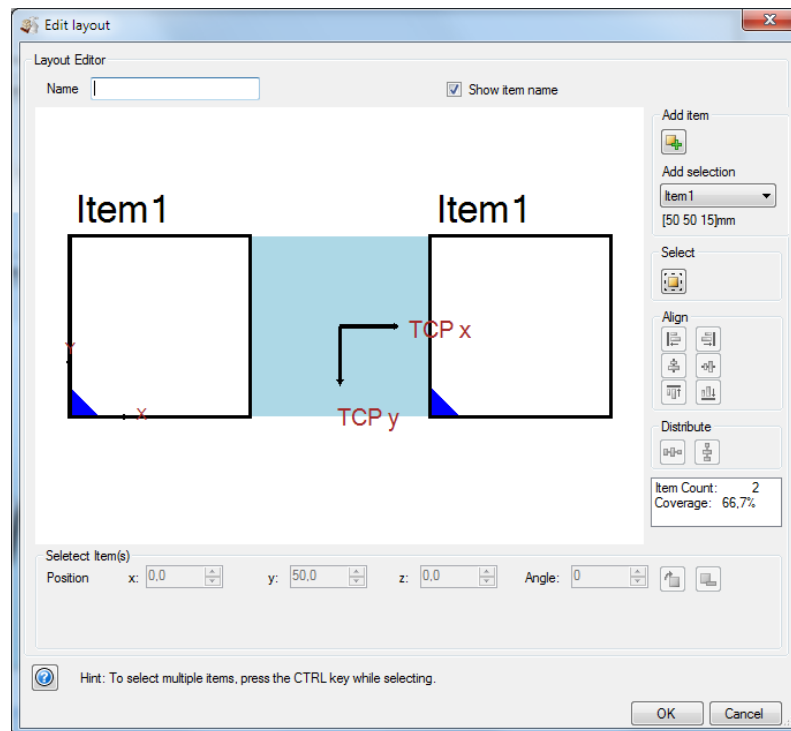 Edit layout
Layout Editor
Name
Show item name
Add item
Add selection
Item1
[50 50 15]mm
Select
Align
Distribute
Item Count: 2
Coverage: 66,7%
Item1 Item1
Y
TCP x
X
TCP y
Seletect Item(s)
Position x: 0,0 y: 50,0 z: 0,0 Angle: 0
Hint: To select multiple items, press the CTRL key while selecting.
OK Cancel